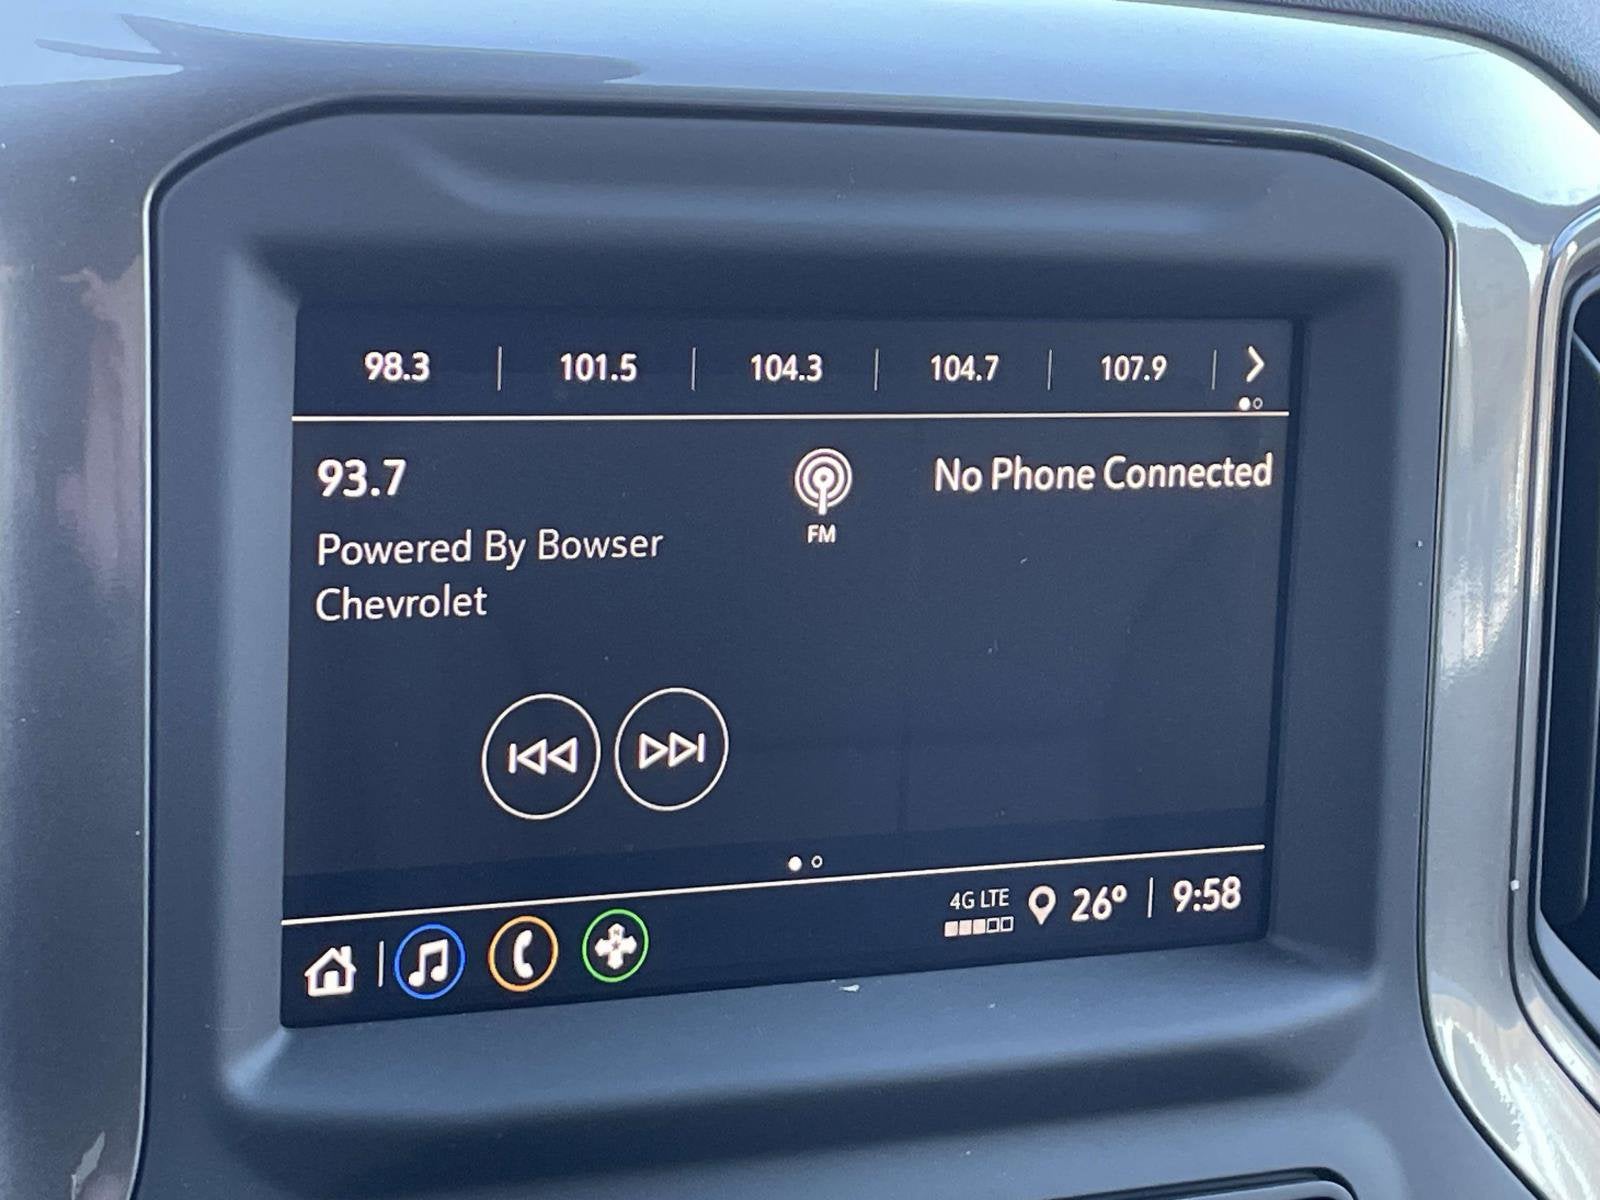 98.3 | 101.5 | 104.3 | 104.7 | 107.9
93.7
FM
No Phone Connected
Powered By Bowser
Chevrolet
4G LTE
26° | 9:58
N